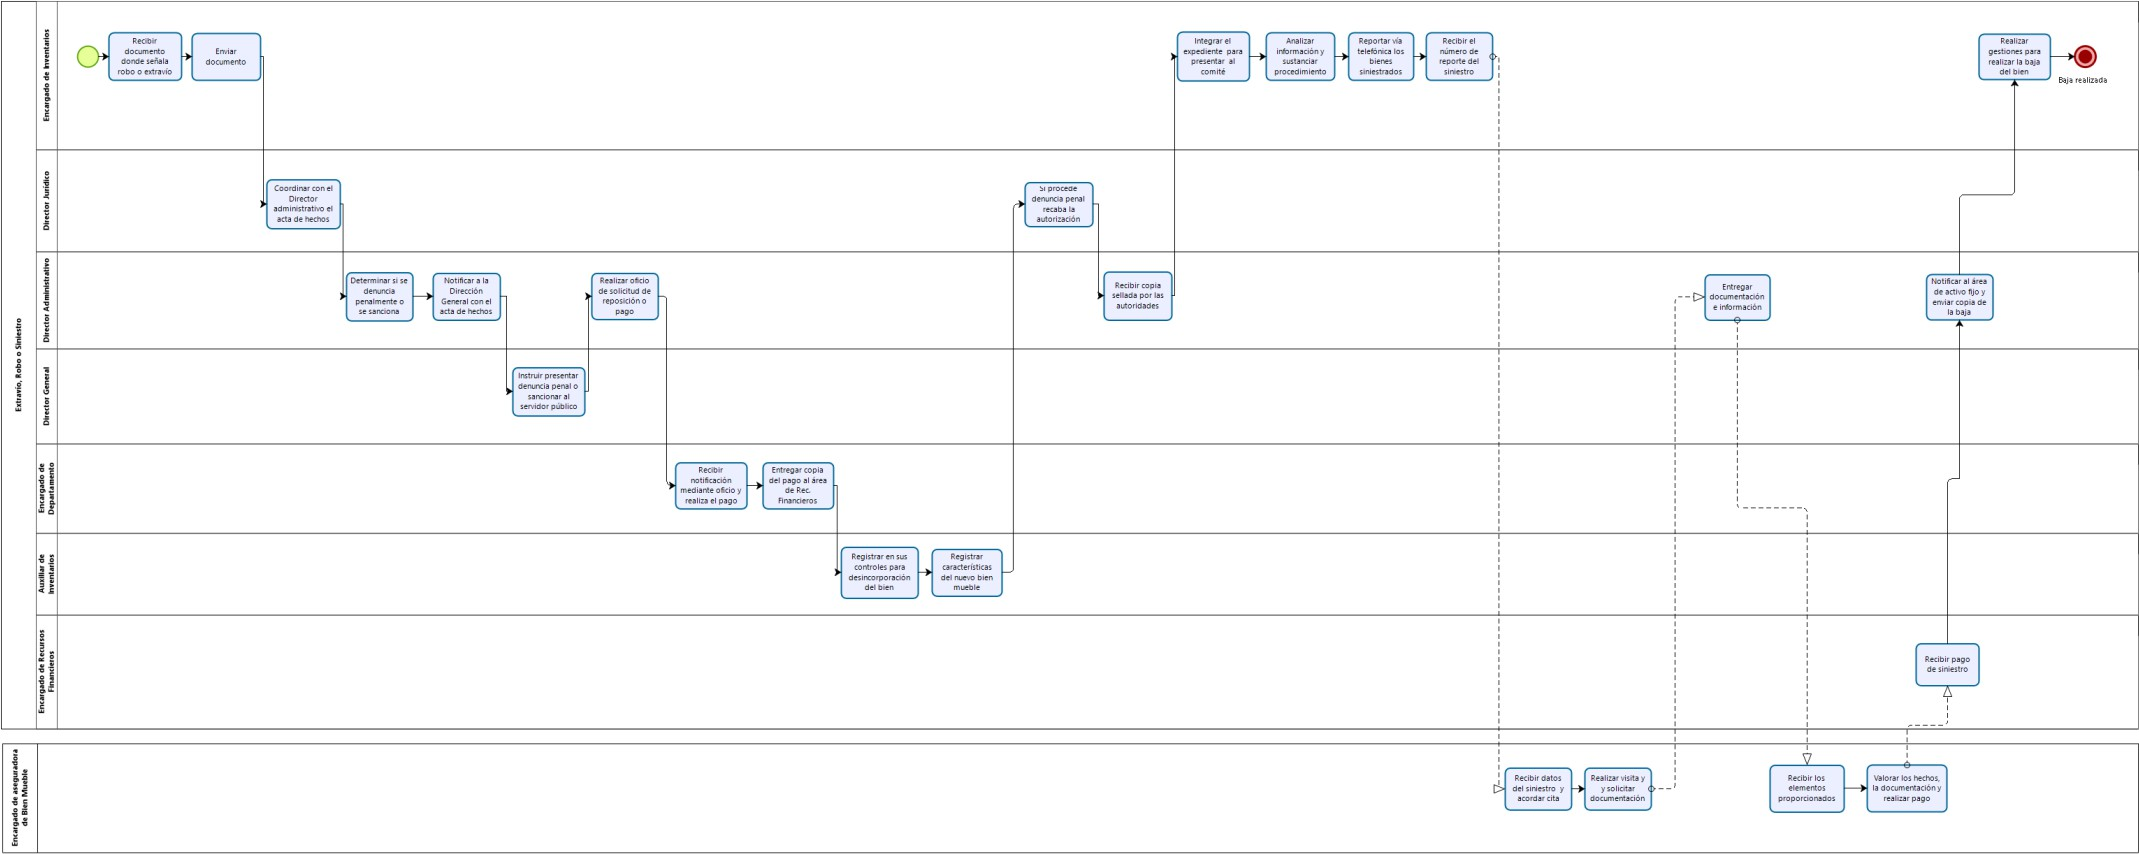 Extravío, Robo o Siniestro
Encargado de Inventarios
Recibir
documento
donde señala
robo o extravío
Enviar
documento
Integrar el
expediente para
presentar al
comité
Analizar
información y
sustanciar
procedimiento
Reportar vía
telefónica los
bienes
siniestrados
Recibir el
número de
reporte del
siniestro
Realizar
gestiones para
realizar la baja
del bien
Baja realizada
Director Jurídico
Coordinar con el
Director
administrativo el
acta de hechos
Si procede
denuncia penal
recaba la
autorización
Director Administrativo
Determinar si se
denuncia
penalmente o
se sanciona
Notificar a la
Dirección
General con el
acta de hechos
Realizar oficio
de solicitud de
reposición o
pago
Recibir copia
sellada por las
autoridades
Entregar
documentación
e información
Notificar al área
de activo fijo y
enviar copia de
la baja
Director General
Instruir presentar
denuncia penal o
sancionar al
servidor público
Encargado de
Departamento
Recibir
notificación
mediante oficio y
realiza el pago
Entregar copia
del pago al área
de Rec.
Financieros
Auxiliar de
Inventarios
Registrar en sus
controles para
desincorporación
del bien
Registrar
características
del nuevo bien
mueble
Encargado de Recursos
Financieros
Recibir pago
de siniestro
Encargado de aseguradora
de Bien Mueble
Recibir datos
del siniestro y
acordar cita
Realizar visita y
y solicitar
documentación
Recibir los
elementos
proporcionados
Valorar los hechos,
la documentación y
realizar pago